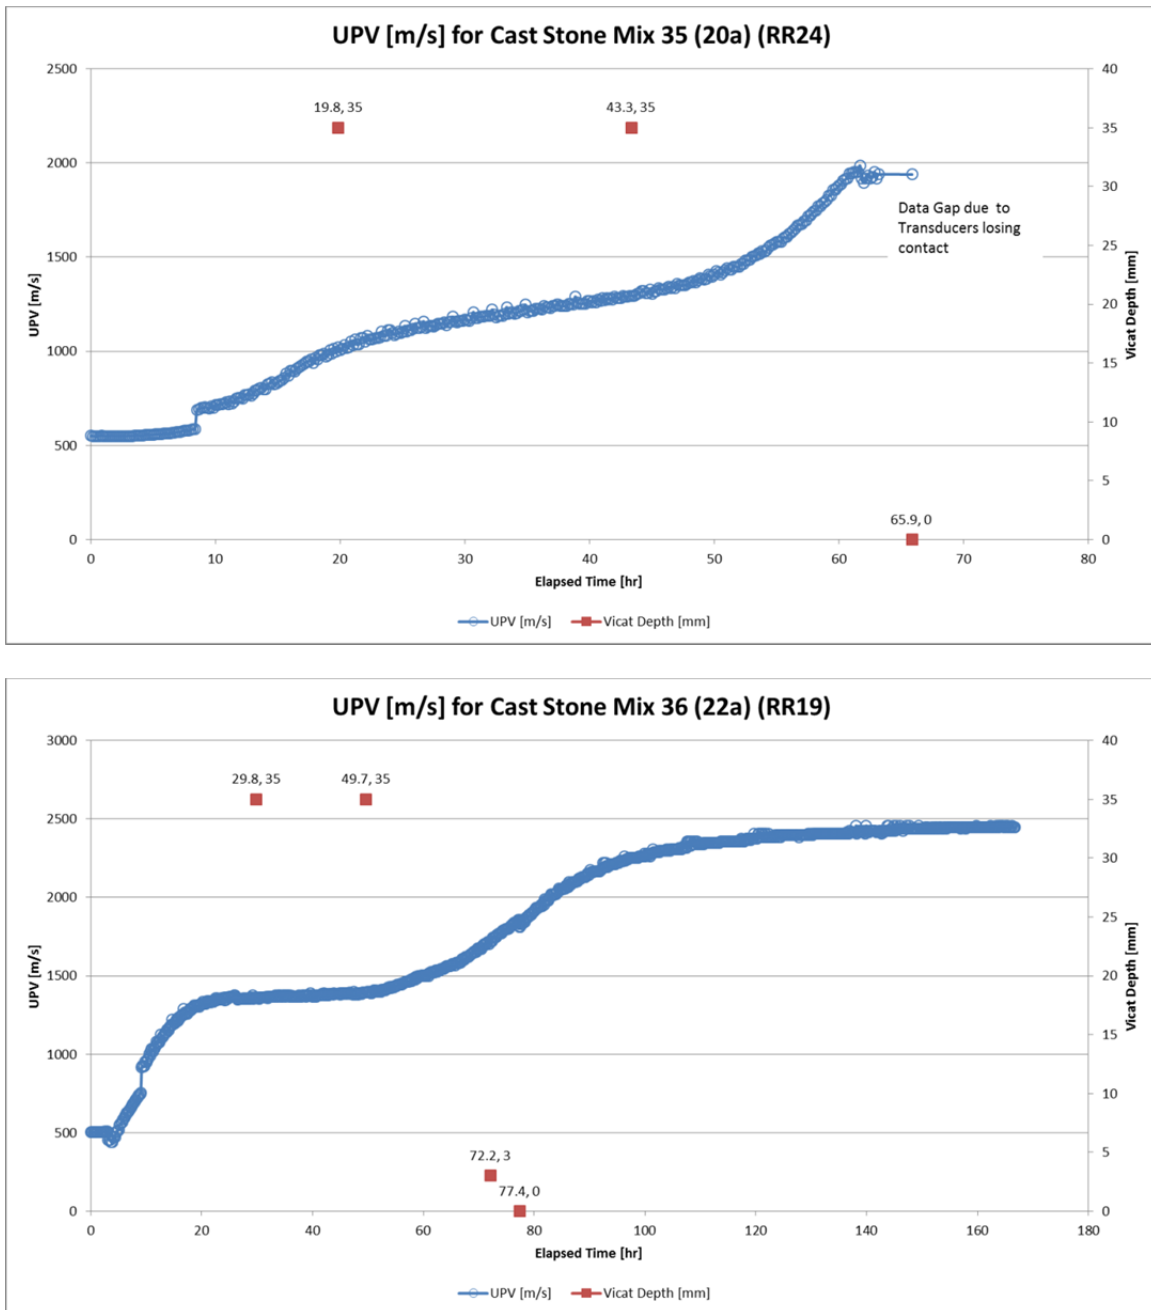 UPV [m/s] for Cast Stone Mix 35 (20a) (RR24)
2500
2000
1500
1000
500
0
UPV [m/s]
40
35
30
25
20
15
10
5
0
Vicat Depth [mm]
19.8, 35
43.3, 35
Data Gap due to
Transducers losing
contact
65.9, 0
0 10 20 30 40 50 60 70 80
Elapsed Time [hr]
UPV [m/s] Vicat Depth [mm]
UPV [m/s] for Cast Stone Mix 36 (22a) (RR19)
3000
2500
2000
1500
1000
500
0
UPV [m/s]
40
35
30
25
20
15
10
5
0
Vicat Depth [mm]
29.8, 35
49.7, 35
72.2, 3
77.4, 0
0 20 40 60 80 100 120 140 160 180
Elapsed Time [hr]
UPV [m/s] Vicat Depth [mm]